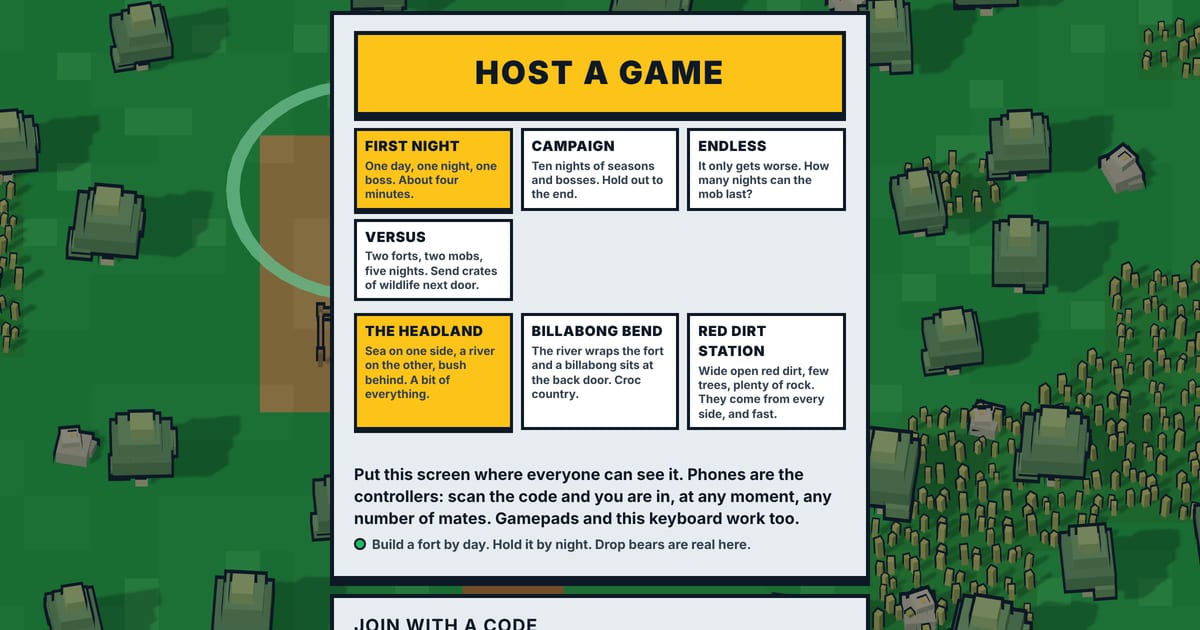 HOST A GAME
FIRST NIGHT
One day, one night, one
boss. About four
minutes.
CAMPAIGN
Ten nights of seasons
and bosses. Hold out to
the end.
ENDLESS
It only gets worse. How
many nights can the
mob last?
VERSUS
Two forts, two mobs,
five nights. Send crates
of wildlife next door.
THE HEADLAND
Sea on one side, a river
on the other, bush
behind. A bit of
everything.
BILLABONG BEND
The river wraps the fort
and a billabong sits at
the back door. Croc
country.
RED DIRT
STATION
Wide open red dirt, few
trees, plenty of rock.
They come from every
side, and fast.
Put this screen where everyone can see it. Phones are the
controllers: scan the code and you are in, at any moment, any
number of mates. Gamepads and this keyboard work too.
Build a fort by day. Hold it by night. Drop bears are real here.
JOIN WITH A CODE